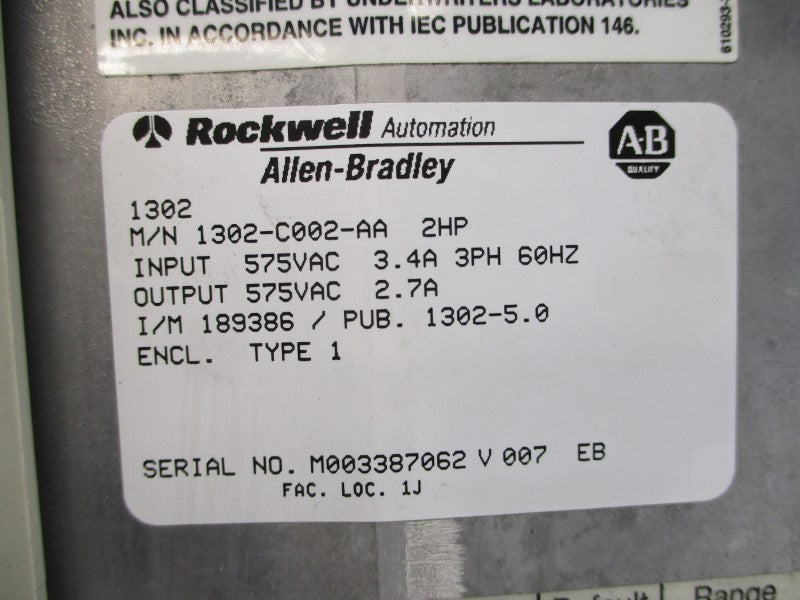 ALSO CLASSIFIED BY UNDERWRITERS LABORATORIES
INC. IN ACCORDANCE WITH IEC PUBLICATION 146.
610293-
Rockwell Automation
Allen-Bradley
A-B
QUALITY
1302
M/N 1302-C002-AA 2HP
INPUT 575VAC 3.4A 3PH 60HZ
OUTPUT 575VAC 2.7A
I/M 189386 / PUB. 1302-5.0
ENCL. TYPE 1
SERIAL NO. M003387062 V 007 EB
FAC. LOC. 1J
Default Range